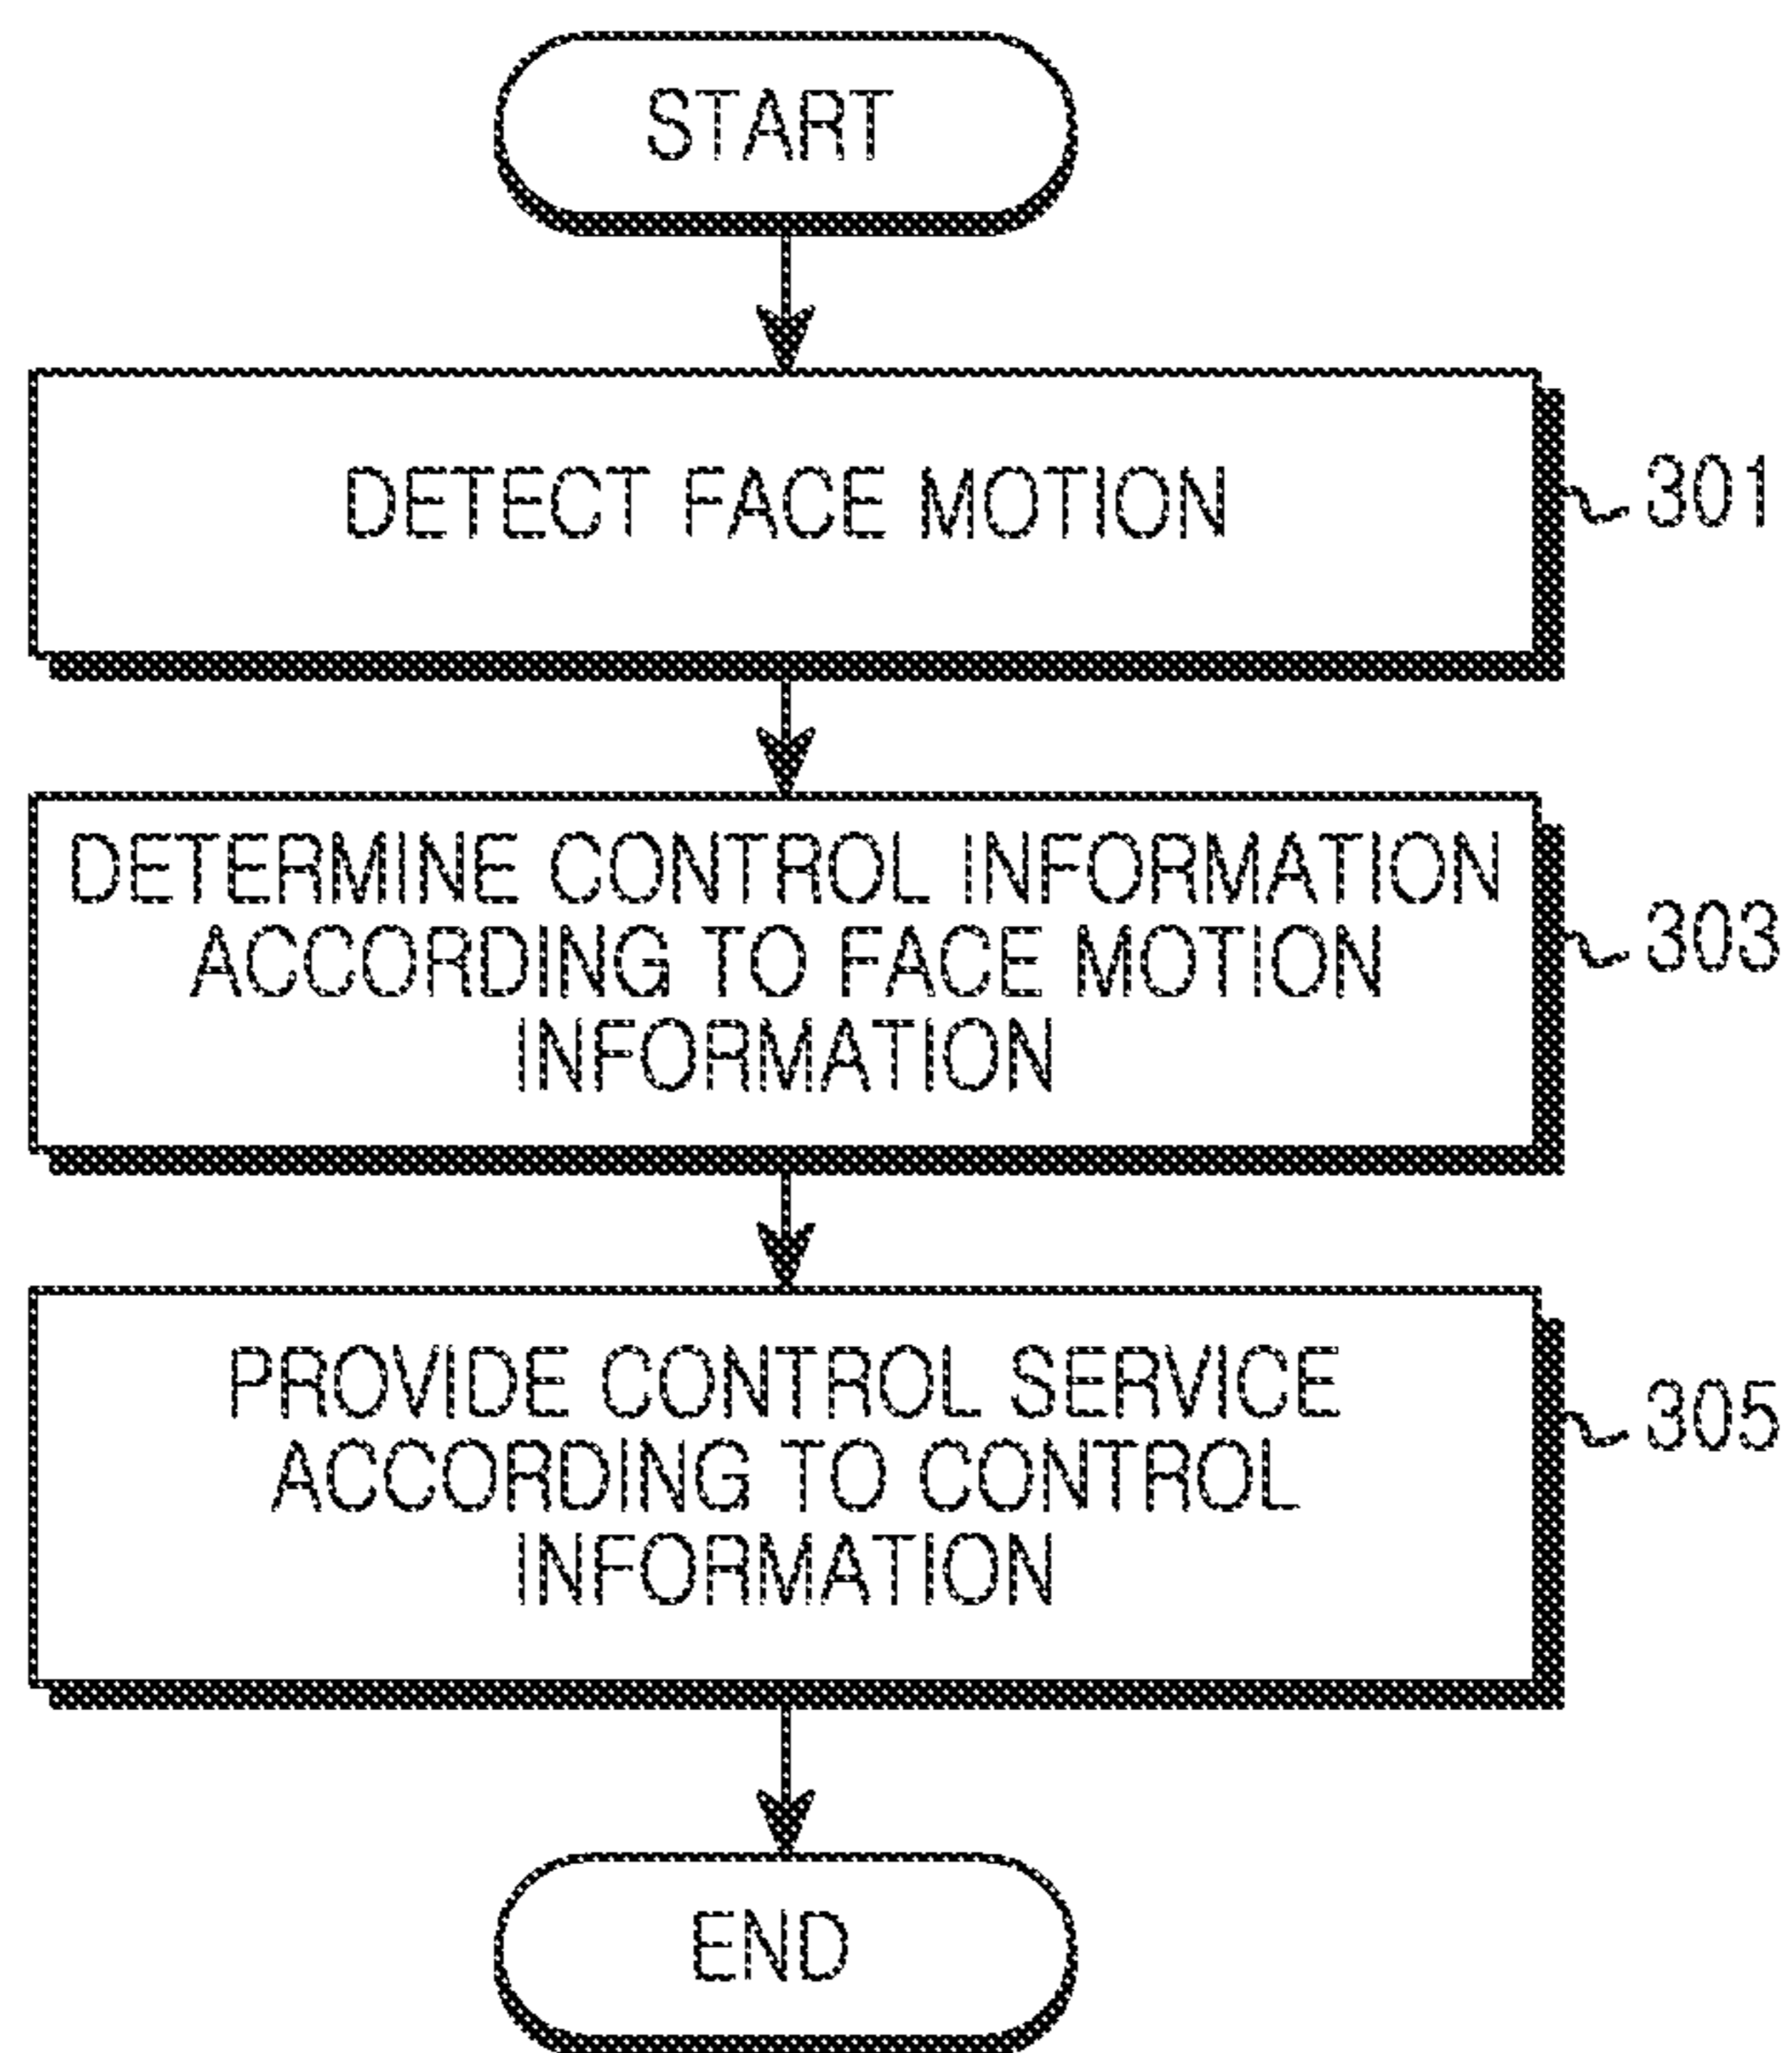 START
DETECT FACE MOTION
301
DETERMINE CONTROL INFORMATION
ACCORDING TO FACE MOTION
INFORMATION
303
PROVIDE CONTROL SERVICE
ACCORDING TO CONTROL
INFORMATION
305
END